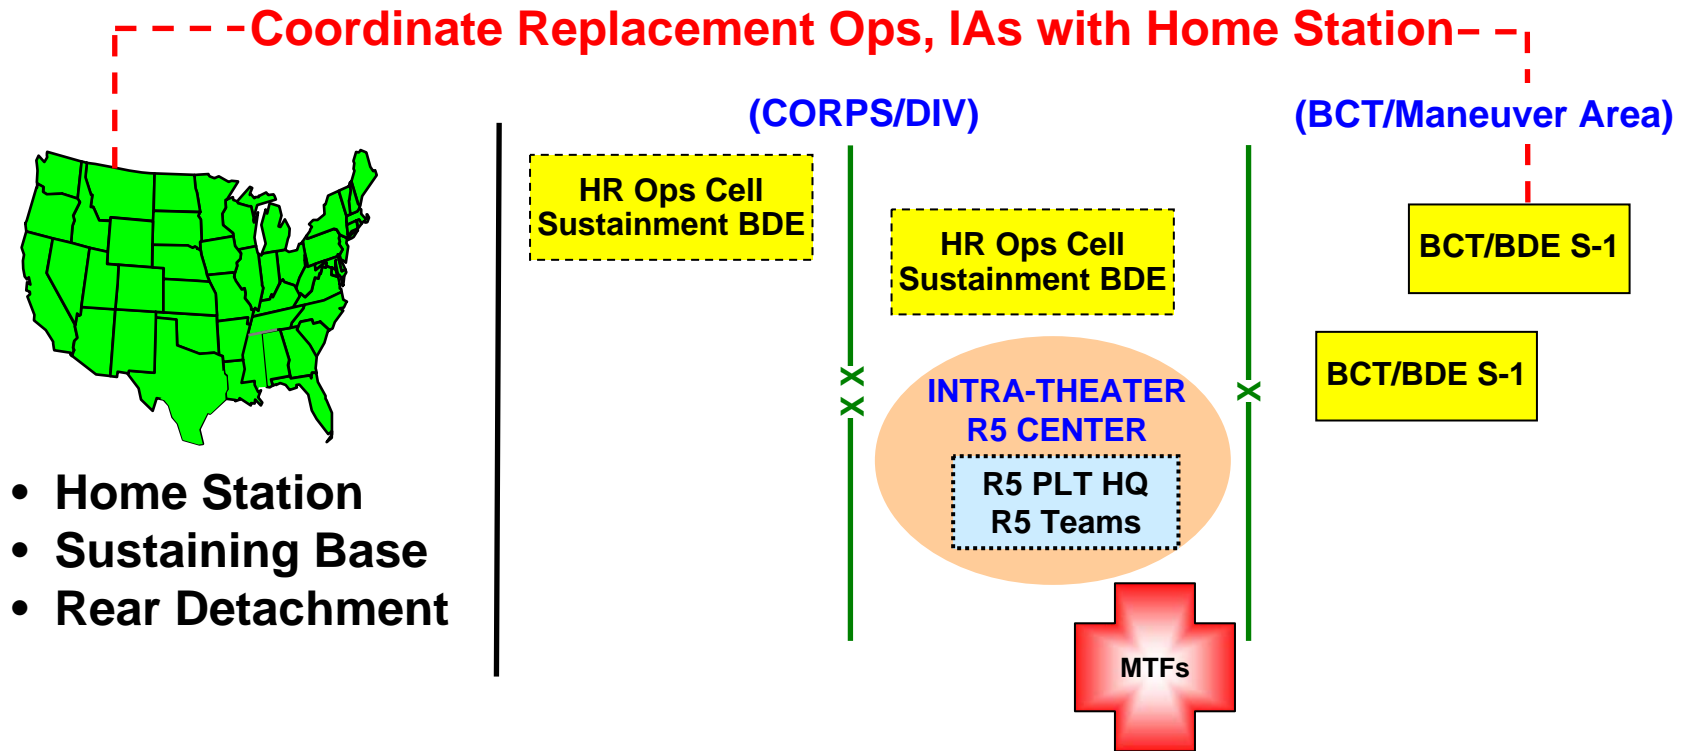 Coordinate Replacement Ops, IAs with Home Station
(CORPS/DIV)
(BCT/Maneuver Area)
HR Ops Cell
Sustainment BDE
HR Ops Cell
Sustainment BDE
BCT/BDE S-1
BCT/BDE S-1
X
X
X
INTRA-THEATER
R5 CENTER
R5 PLT HQ
R5 Teams
• Home Station
• Sustaining Base
• Rear Detachment
MTFs